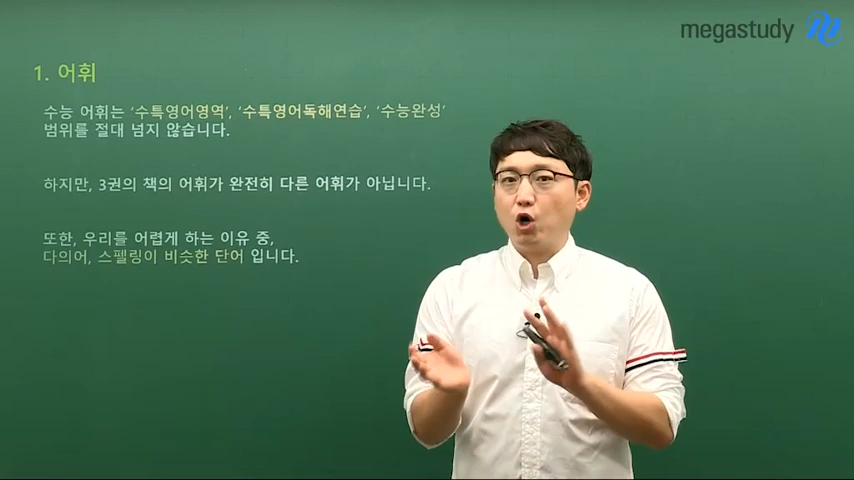 megastudy
1. 어휘
수능 어휘는 ‘수특영어영역’, ‘수특영어독해연습’, ‘수능완성’
범위를 절대 넘지 않습니다.
하지만, 3권의 책의 어휘가 완전히 다른 어휘가 아닙니다.
또한, 우리를 어렵게 하는 이유 중,
다의어, 스펠링이 비슷한 단어 입니다.